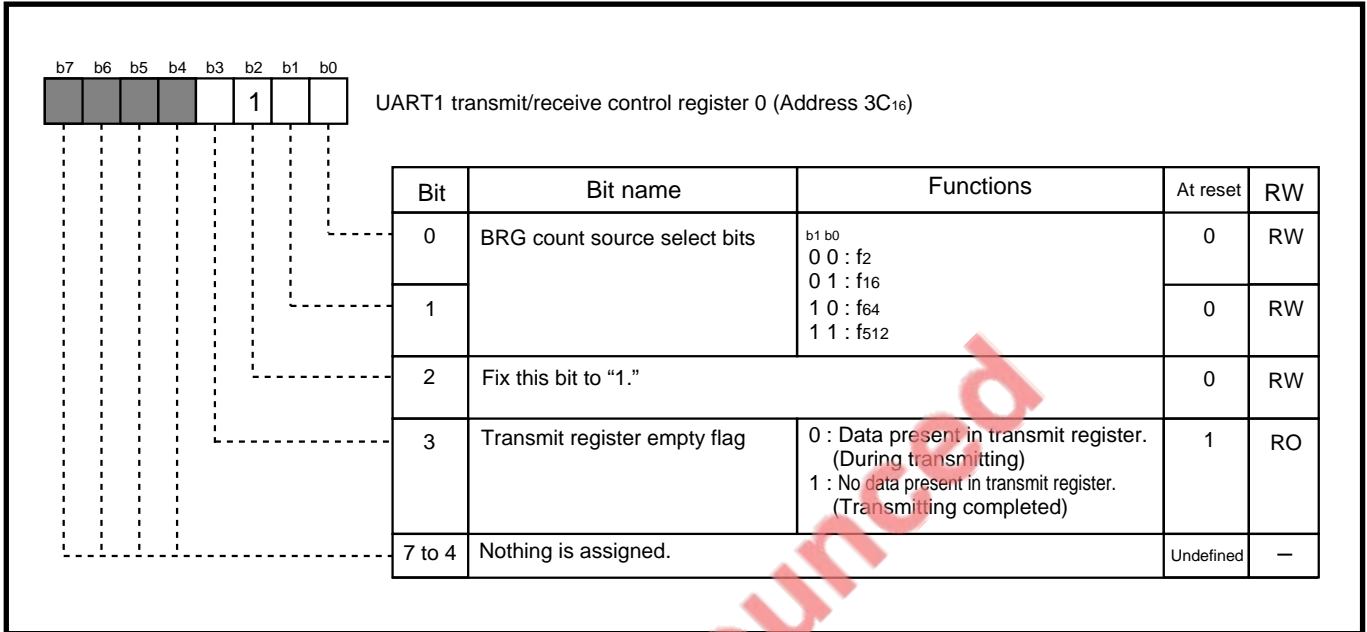 b7 b6 b5 b4 b3 b2 b1 b0
1
UART1 transmit/receive control register 0 (Address 3C16)
Bit Bit name Functions At reset RW
0 BRG count source select bits b1 b0 0 RW
0 0 : f2
0 1 : f16
1 1 0 : f64 0 RW
1 1 : f512
2 Fix this bit to “1.” 0 RW
3 Transmit register empty flag 0 : Data present in transmit register. 1 RO
(During transmitting)
1 : No data present in transmit register.
(Transmitting completed)
7 to 4 Nothing is assigned. Undefined –